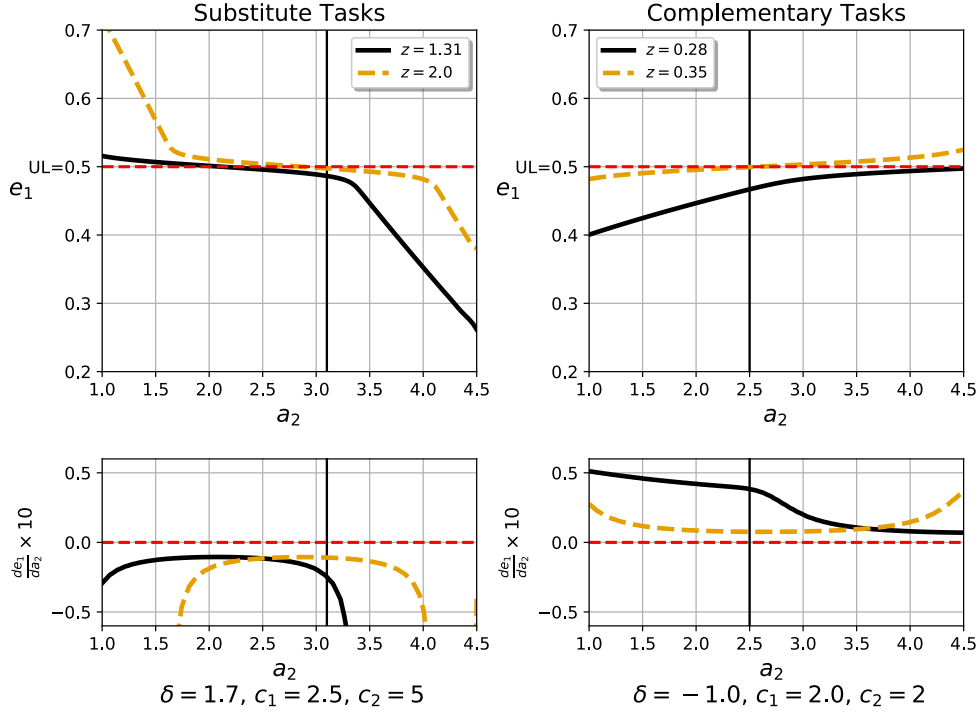 Substitute Tasks
0.7
0.6
UL=0.5
e₁
0.4
0.3
0.2
z = 1.31
z = 2.0
1.0 1.5 2.0 2.5 3.0 3.5 4.0 4.5
a₂
Complementary Tasks
0.7
0.6
UL=0.5
e₁
0.4
0.3
0.2
z = 0.28
z = 0.35
1.0 1.5 2.0 2.5 3.0 3.5 4.0 4.5
a₂
0.5
0.0
−0.5
de₁/da₂ × 10
1.0 1.5 2.0 2.5 3.0 3.5 4.0 4.5
a₂
δ = 1.7, c₁ = 2.5, c₂ = 5
0.5
0.0
−0.5
de₁/da₂ × 10
1.0 1.5 2.0 2.5 3.0 3.5 4.0 4.5
a₂
δ = −1.0, c₁ = 2.0, c₂ = 2